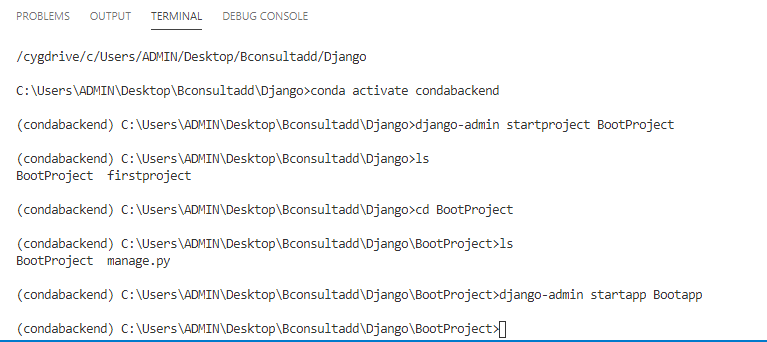 PROBLEMS OUTPUT TERMINAL DEBUG CONSOLE
/cygdrive/c/Users/ADMIN/Desktop/Bconsultadd/Django
C:\Users\ADMIN\Desktop\Bconsultadd\Django>conda activate condabackend
(condabackend) C:\Users\ADMIN\Desktop\Bconsultadd\Django>django-admin startproject BootProject
(condabackend) C:\Users\ADMIN\Desktop\Bconsultadd\Django>ls
BootProject  firstproject
(condabackend) C:\Users\ADMIN\Desktop\Bconsultadd\Django>cd BootProject
(condabackend) C:\Users\ADMIN\Desktop\Bconsultadd\Django\BootProject>ls
BootProject  manage.py
(condabackend) C:\Users\ADMIN\Desktop\Bconsultadd\Django\BootProject>django-admin startapp Bootapp
(condabackend) C:\Users\ADMIN\Desktop\Bconsultadd\Django\BootProject>